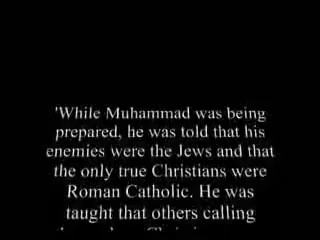 'While Muhammad was being
prepared, he was told that his
enemies were the Jews and that
the only true Christians were
Roman Catholic. He was
taught that others calling